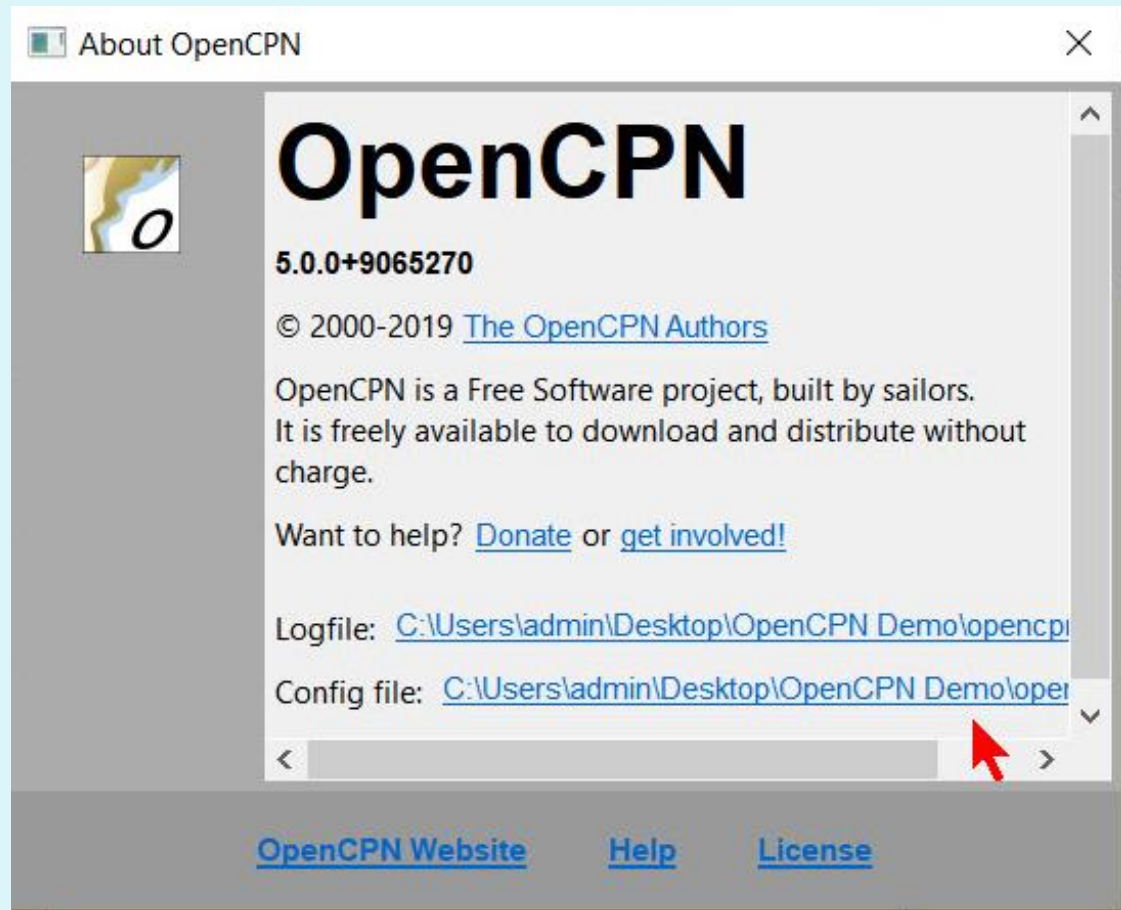 About OpenCPN
O
OpenCPN
5.0.0+9065270
© 2000-2019 The OpenCPN Authors
OpenCPN is a Free Software project, built by sailors.
It is freely available to download and distribute without
charge.
Want to help? Donate or get involved!
Logfile: C:\Users\admin\Desktop\OpenCPN Demo\opencpn
Config file: C:\Users\admin\Desktop\OpenCPN Demo\open
OpenCPN Website Help License